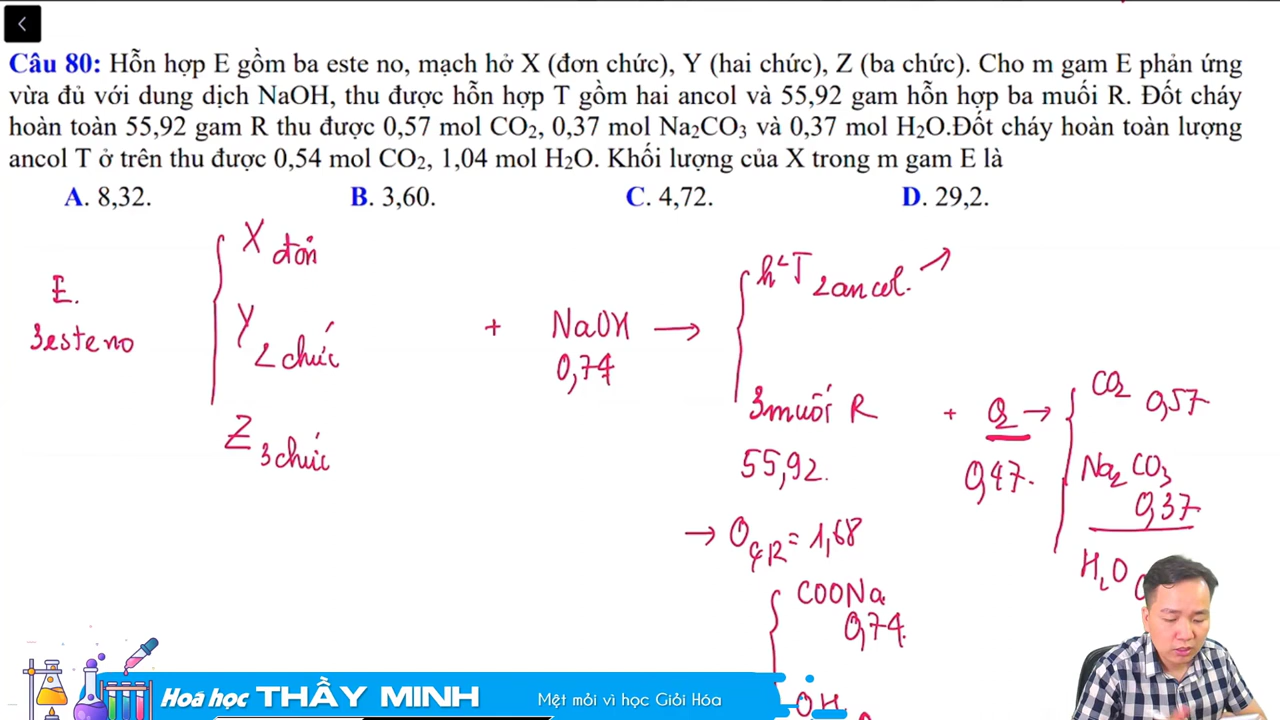 Câu 80: Hỗn hợp E gồm ba este no, mạch hở X (đơn chức), Y (hai chức), Z (ba chức). Cho m gam E phản ứng
vừa đủ với dung dịch NaOH, thu được hỗn hợp T gồm hai ancol và 55,92 gam hỗn hợp ba muối R. Đốt cháy
hoàn toàn 55,92 gam R thu được 0,57 mol CO₂, 0,37 mol Na₂CO₃ và 0,37 mol H₂O.Đốt cháy hoàn toàn lượng
ancol T ở trên thu được 0,54 mol CO₂, 1,04 mol H₂O. Khối lượng của X trong m gam E là
A. 8,32. B. 3,60. C. 4,72. D. 29,2.
X đơn
E.
3este no
Y 2 chức
Z 3 chức
+ NaOH →
0,74
h² T 2ancol. ↗
3 muối R + O2 →
55,92. 0,47.
CO2 0,57
Na2CO3
0,37
H2O
→ O = 1,68
COONa
0,74.
OH
Hoá học THẦY MINH
Mệt mỏi vì học Giỏi Hóa